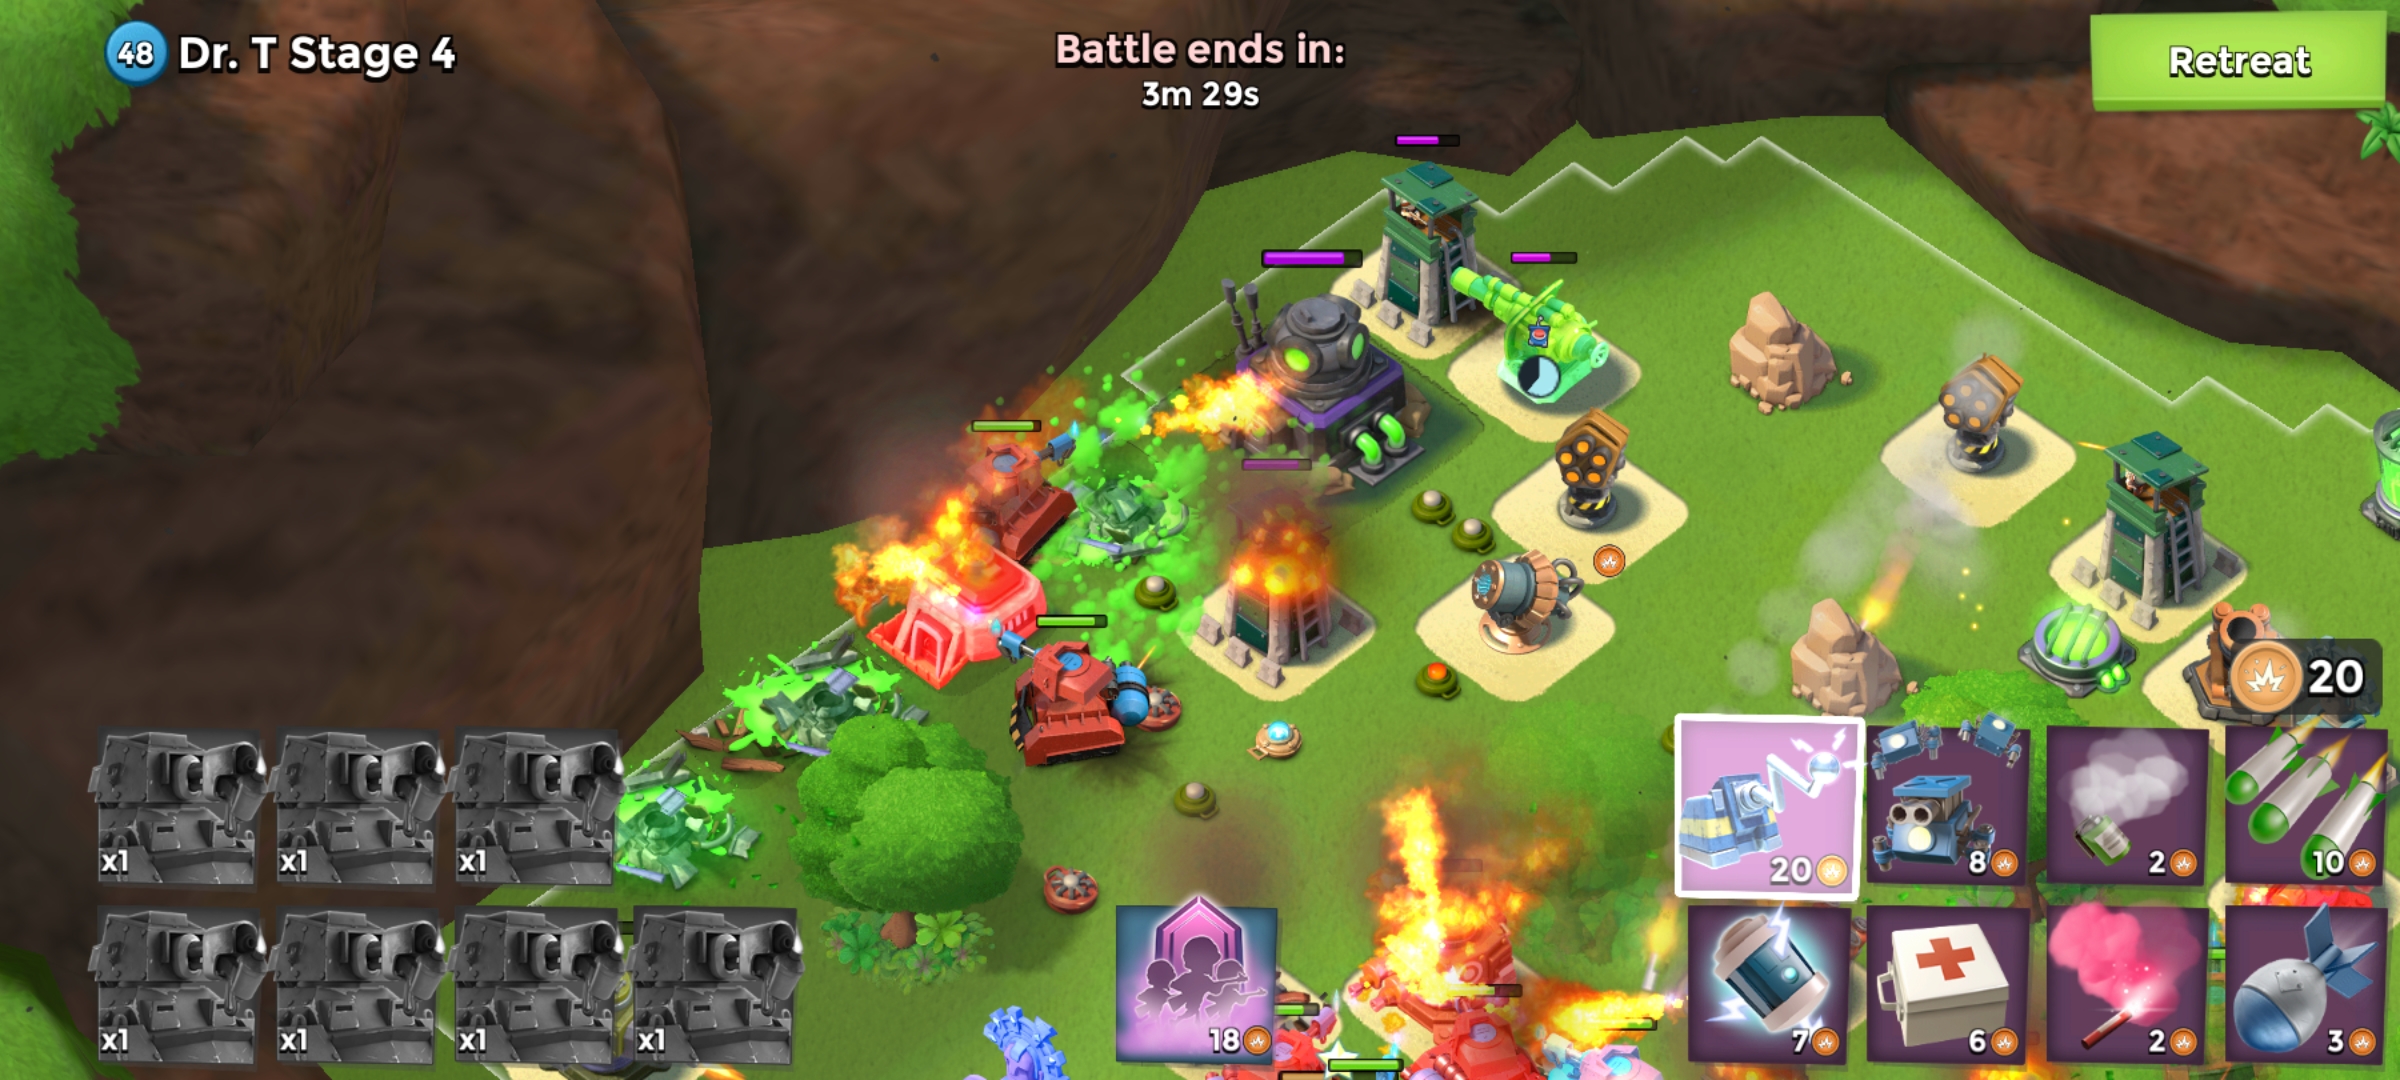 48 Dr. T Stage 4
Battle ends in:
3m 29s
Retreat
20
x1
x1
x1
20
8
2
10
x1
x1
x1
x1
18
7
6
2
3